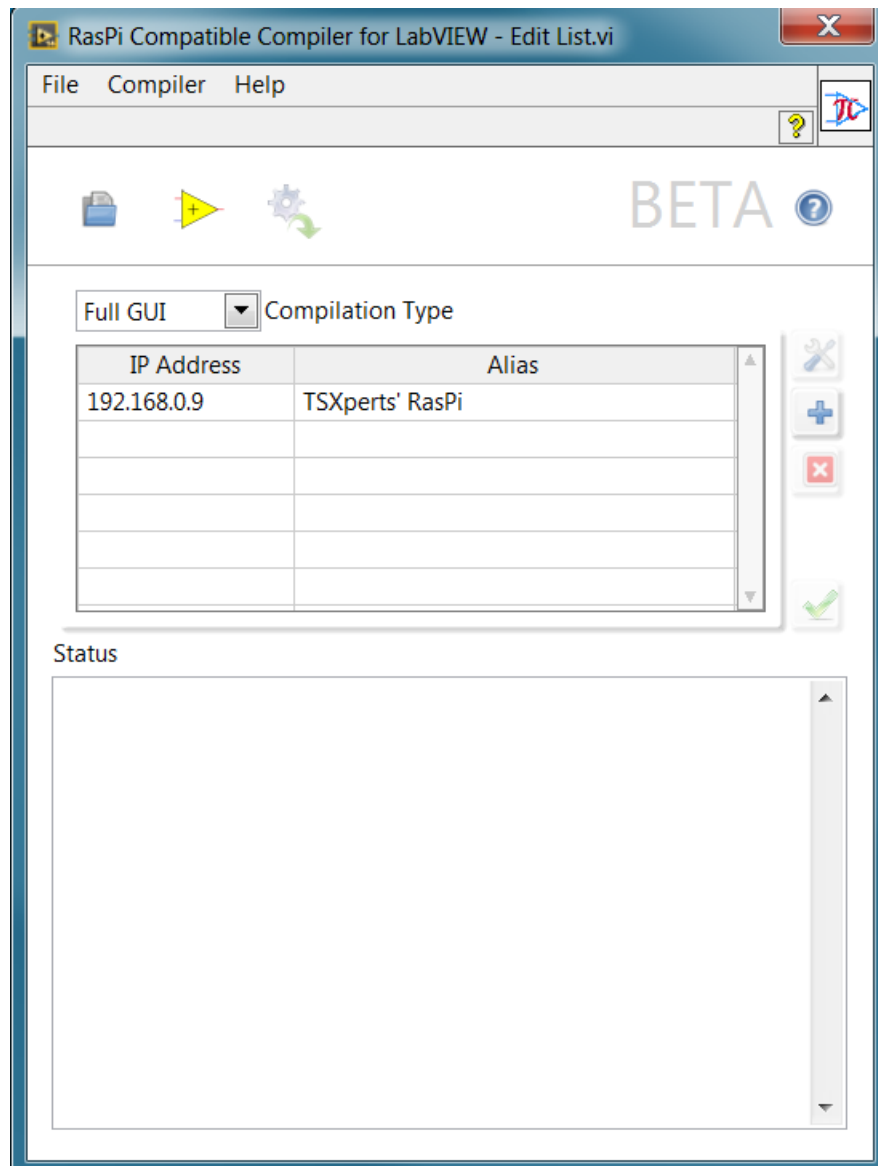 RasPi Compatible Compiler for LabVIEW - Edit List.vi
File Compiler Help
BETA
Full GUI Compilation Type
IP Address Alias
192.168.0.9 TSXperts' RasPi
Status